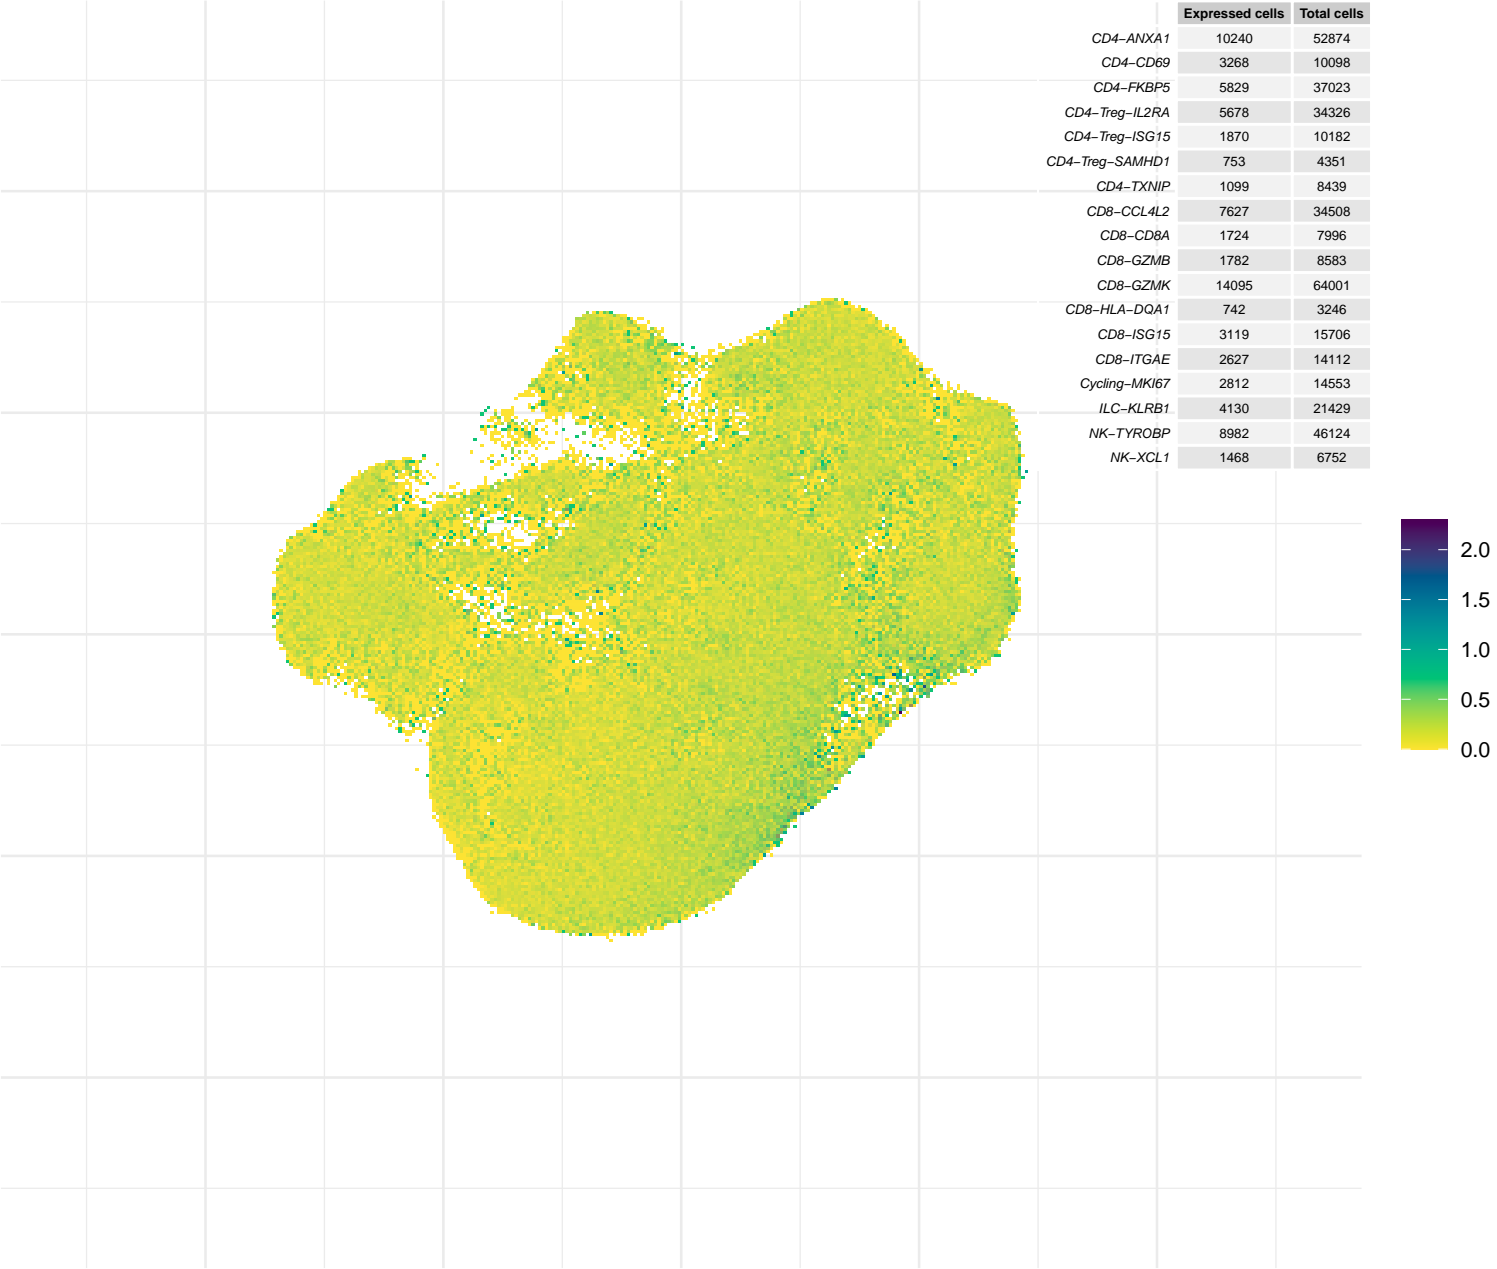 Expressed cells Total cells
CD4−ANXA1 10240 52874
CD4−CD69 3268 10098
CD4−FKBP5 5829 37023
CD4−Treg−IL2RA 5678 34326
CD4−Treg−ISG15 1870 10182
CD4−Treg−SAMHD1 753 4351
CD4−TXNIP 1099 8439
CD8−CCL4L2 7627 34508
CD8−CD8A 1724 7996
CD8−GZMB 1782 8583
CD8−GZMK 14095 64001
CD8−HLA−DQA1 742 3246
CD8−ISG15 3119 15706
CD8−ITGAE 2627 14112
Cycling−MKI67 2812 14553
ILC−KLRB1 4130 21429
NK−TYROBP 8982 46124
NK−XCL1 1468 6752
2.0
1.5
1.0
0.5
0.0